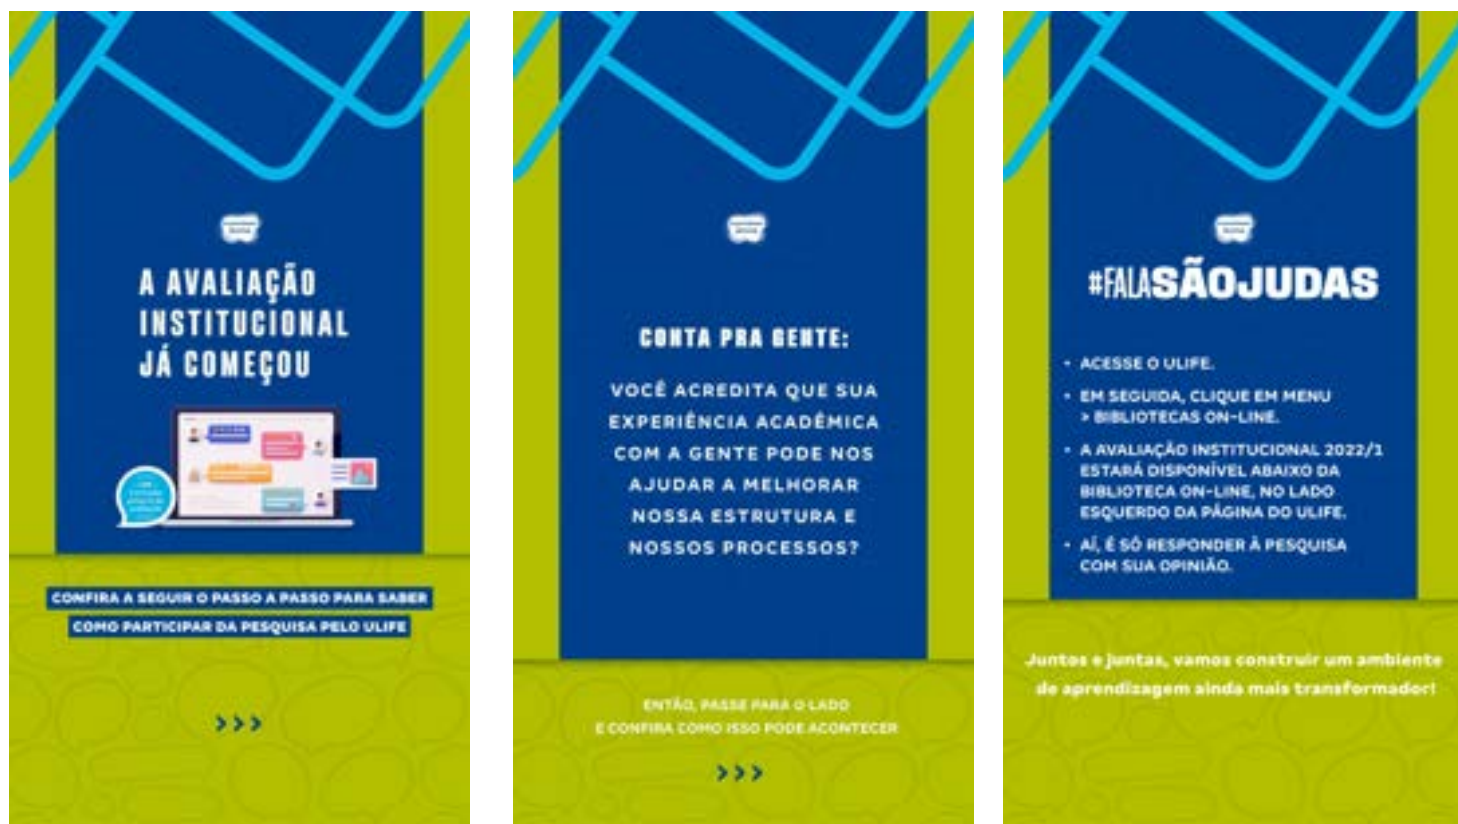 A AVALIAÇÃO
INSTITUCIONAL
JÁ COMEÇOU
CONFIRA A SEGUIR O PASSO A PASSO PARA SABER
COMO PARTICIPAR DA PESQUISA PELO ULIFE
>>>
CONTA PRA GENTE:
VOCÊ ACREDITA QUE SUA
EXPERIÊNCIA ACADÊMICA
COM A GENTE PODE NOS
AJUDAR A MELHORAR
NOSSA ESTRUTURA E
NOSSOS PROCESSOS?
ENTÃO, PASSE PARA O LADO
E CONFIRA COMO ISSO PODE ACONTECER
>>>
#FALASÃOJUDAS
• ACESSE O ULIFE.
• EM SEGUIDA, CLIQUE EM MENU
> BIBLIOTECAS ON-LINE.
• A AVALIAÇÃO INSTITUCIONAL 2022/1
ESTARÁ DISPONÍVEL ABAIXO DA
BIBLIOTECA ON-LINE, NO LADO
ESQUERDO DA PÁGINA DO ULIFE.
• AÍ, É SÓ RESPONDER À PESQUISA
COM SUA OPINIÃO.
Juntos e juntas, vamos construir um ambiente
de aprendizagem ainda mais transformador!